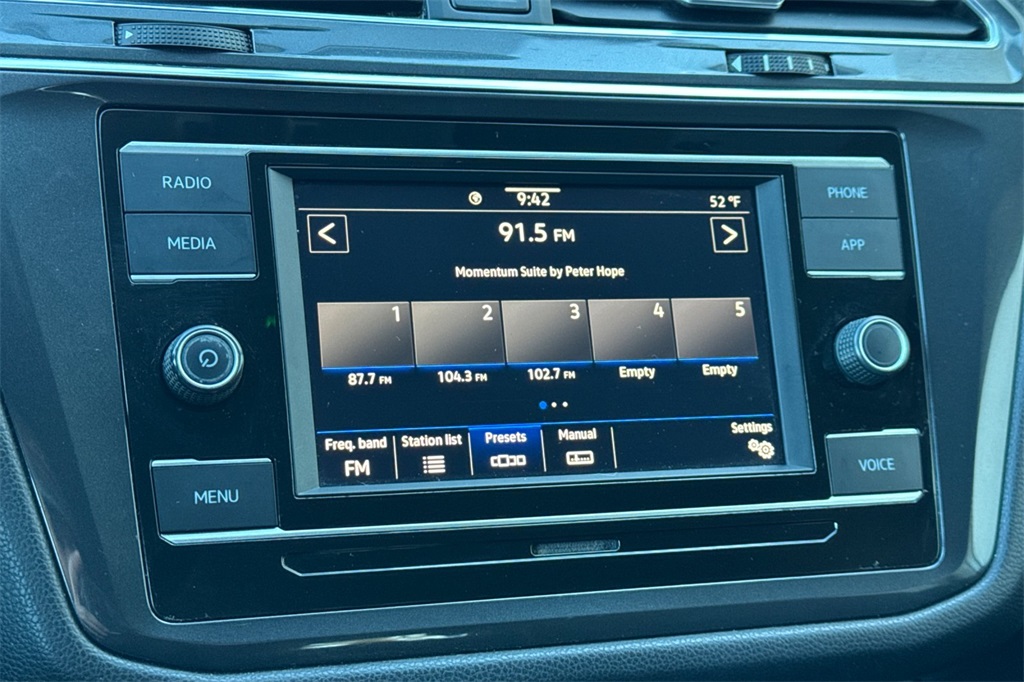 RADIO
MEDIA
MENU
9:42
52 °F
91.5 FM
Momentum Suite by Peter Hope
1 2 3 4 5
87.7 FM 104.3 FM 102.7 FM Empty Empty
Freq. band Station list Presets Manual Settings
FM
PHONE
APP
VOICE